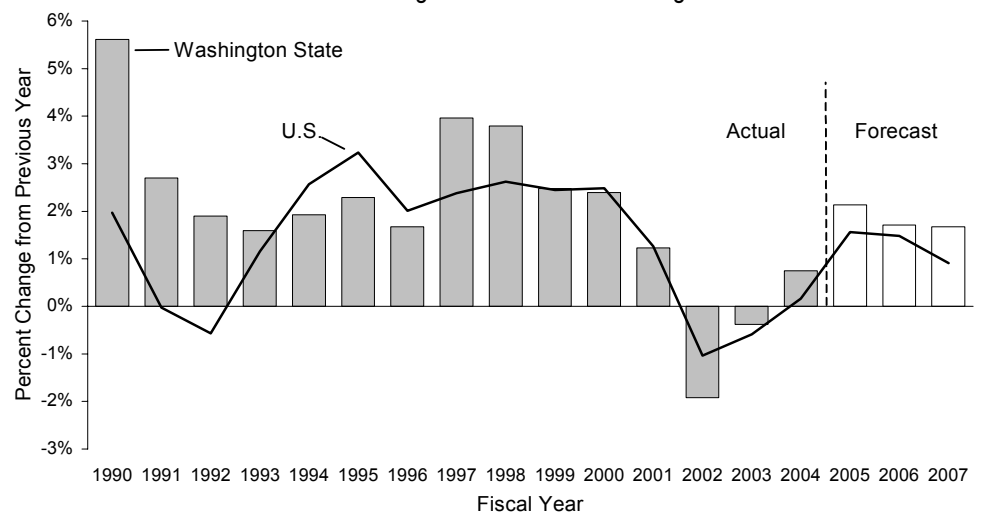 6%
5%
4%
3%
2%
1%
0%
-1%
-2%
-3%
Percent Change from Previous Year
Washington State
U.S.
Actual
Forecast
1990 1991 1992 1993 1994 1995 1996 1997 1998 1999 2000 2001 2002 2003 2004 2005 2006 2007
Fiscal Year